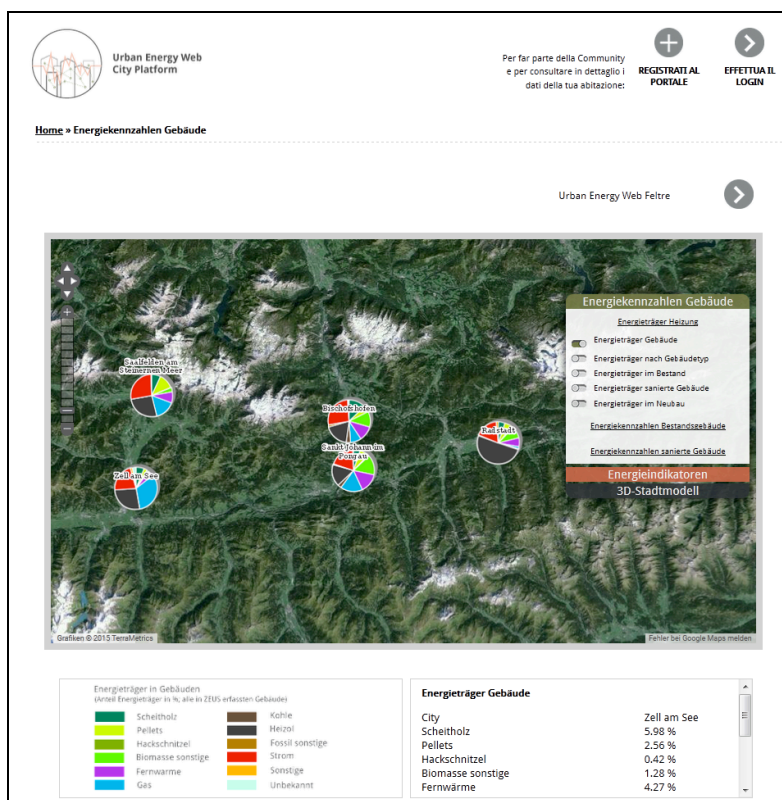 Urban Energy Web
City Platform
Per far parte della Community
e per consultare in dettaglio i
dati della tua abitazione:
REGISTRATI AL
PORTALE
EFFETTUA IL
LOGIN
Home » Energiekennzahlen Gebäude
Urban Energy Web Feltre
Energiekennzahlen Gebäude
Energieträger Heizung
Energieträger Gebäude
Energieträger nach Gebäudetyp
Energieträger im Bestand
Energieträger sanierte Gebäude
Energieträger im Neubau
Energiekennzahlen Bestandsgebäude
Energiekennzahlen sanierte Gebäude
Energieindikatoren
3D-Stadtmodell
Saalfelden am
Steinernen Meer
Bischofshofen
Radstadt
Sankt Johann im
Pongau
Zell am See
Grafiken © 2015 TerraMetrics
Fehler bei Google Maps melden
Energieträger in Gebäuden
(Anteil Energieträger in %; alle in ZEUS erfassten Gebäude)
Scheitholz
Pellets
Hackschnitzel
Biomasse sonstige
Fernwärme
Gas
Kohle
Heizöl
Fossil sonstige
Strom
Sonstige
Unbekannt
Energieträger Gebäude
City Zell am See
Scheitholz 5.98 %
Pellets 2.56 %
Hackschnitzel 0.42 %
Biomasse sonstige 1.28 %
Fernwärme 4.27 %